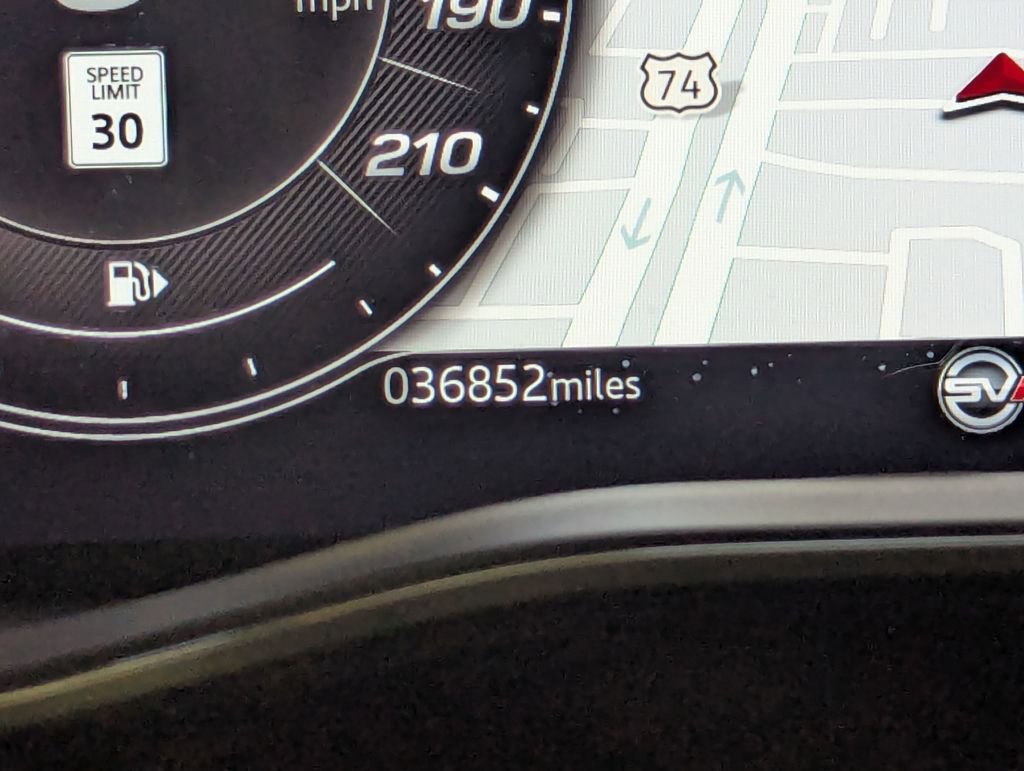 mph
190
SPEED
LIMIT
30
74
210
036852miles
SV